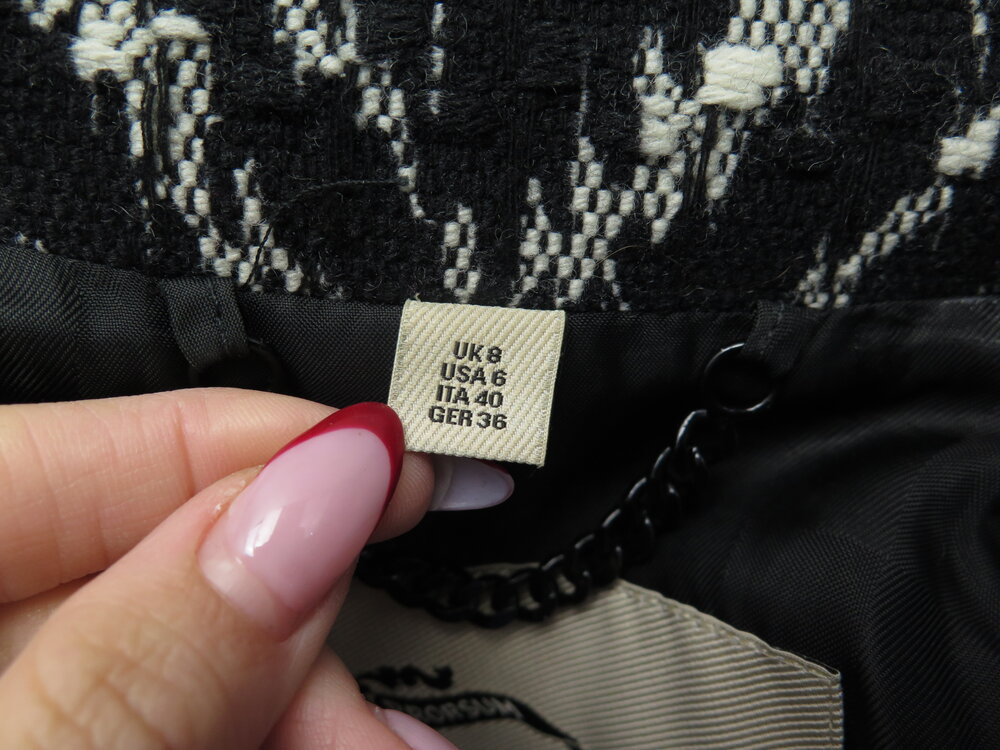 UK 8
USA 6
ITA 40
GER 36